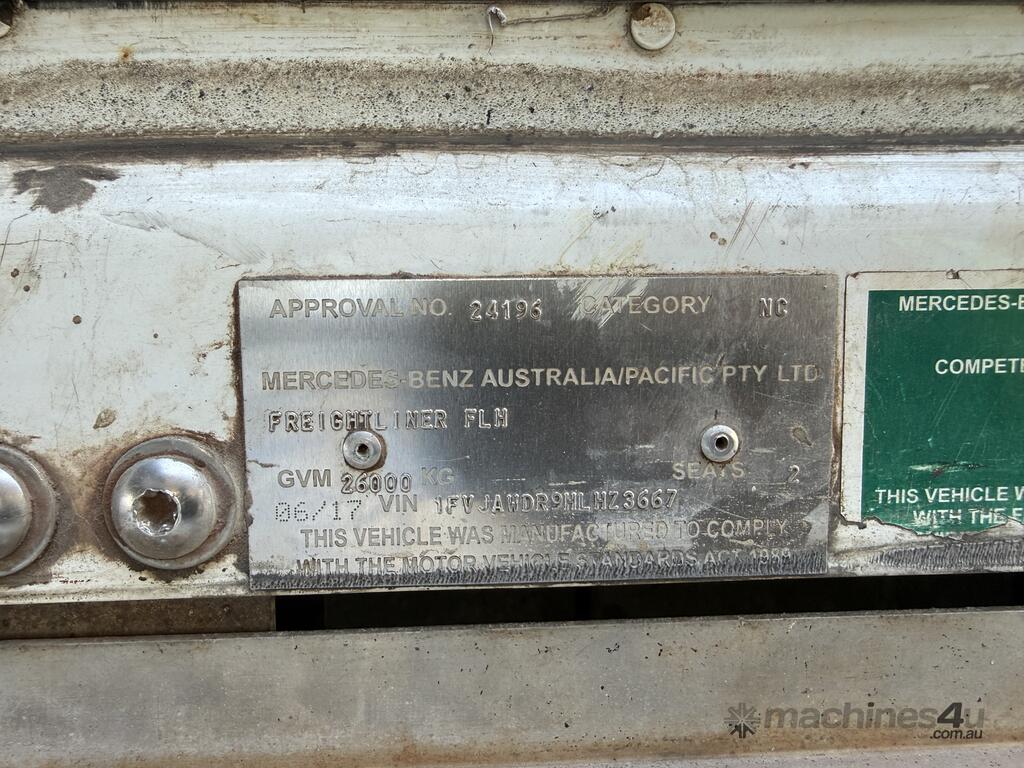 APPROVAL NO. 24196 CATEGORY NC
MERCEDES-BENZ AUSTRALIA/PACIFIC PTY LTD
FREIGHTLINER FLH
GVM 26000 KG SEATS 2
06/17 VIN 1FVJAWDR9HLHZ3667
THIS VEHICLE WAS MANUFACTURED TO COMPLY
WITH THE MOTOR VEHICLE STANDARDS ACT 1989
MERCEDES-B
COMPETE
THIS VEHICLE W
WITH THE F
machines4u
.com.au